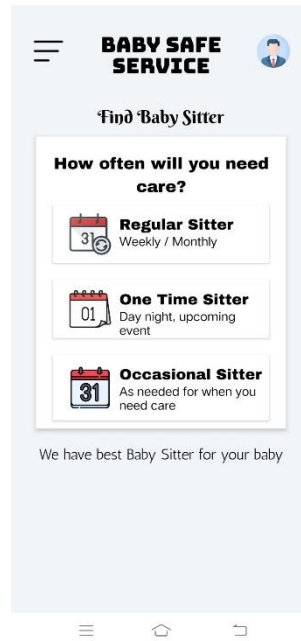 BABY SAFE
SERVICE
Find Baby Sitter
How often will you need
care?
31
Regular Sitter
Weekly / Monthly
01
One Time Sitter
Day night, upcoming
event
31
Occasional Sitter
As needed for when you
need care
We have best Baby Sitter for your baby